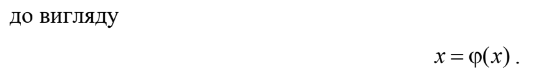 до вигляду
x = φ(x) .